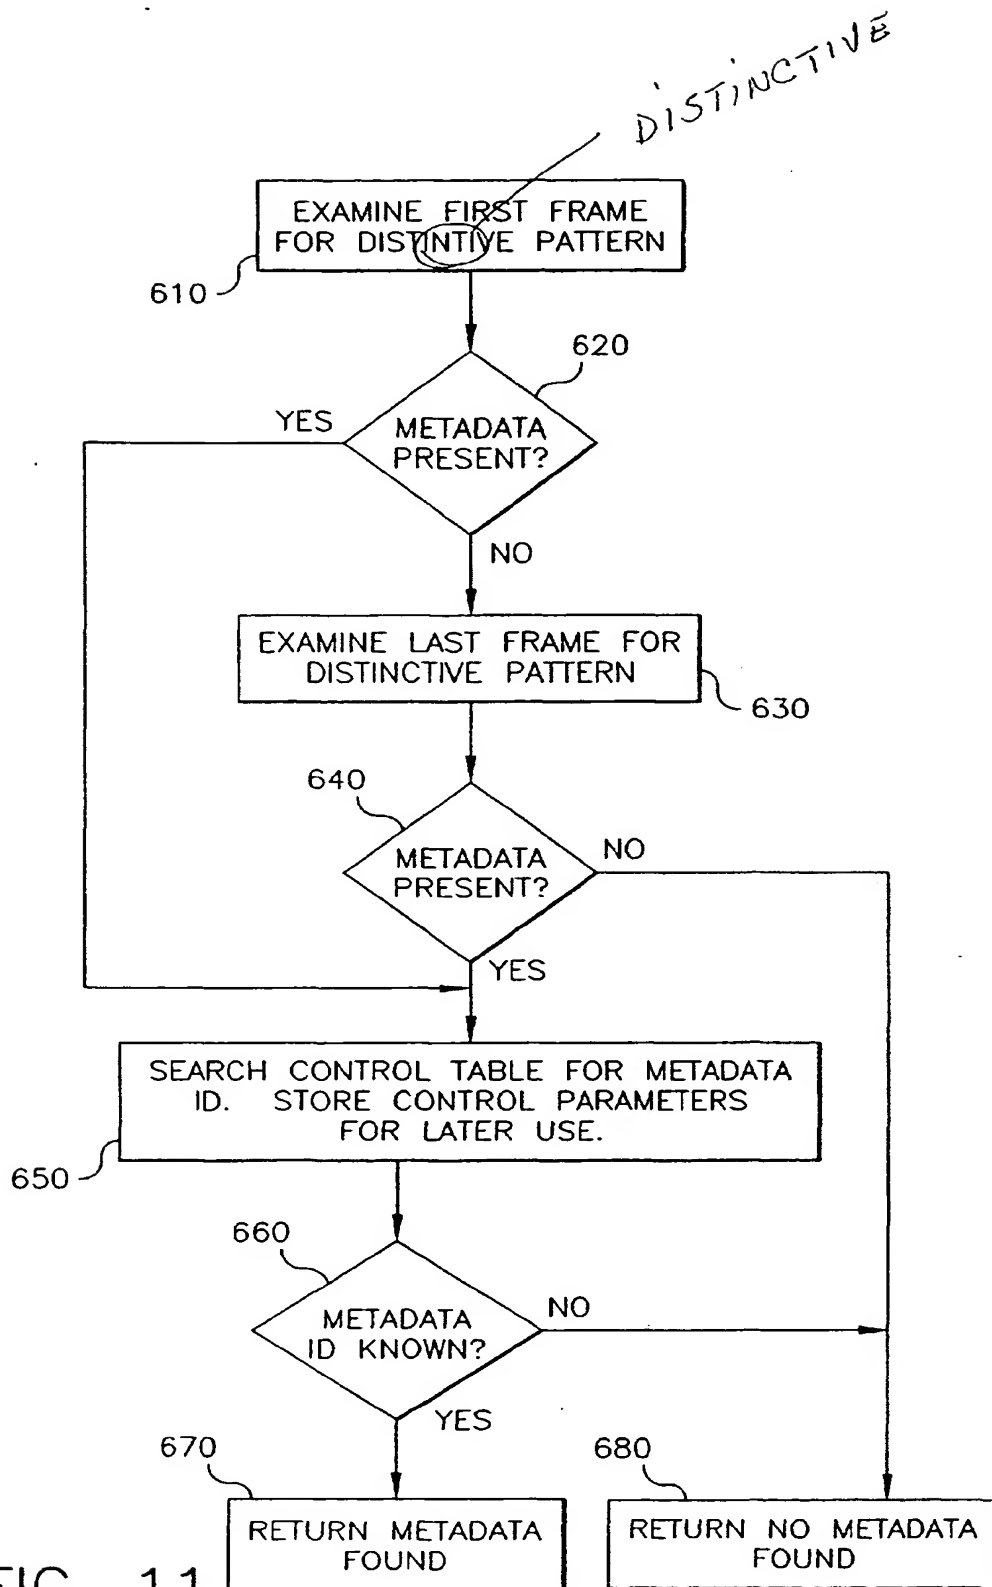 DISTINCTIVE
EXAMINE FIRST FRAME
FOR DISTINTIVE PATTERN
610
620
YES
METADATA
PRESENT?
NO
EXAMINE LAST FRAME FOR
DISTINCTIVE PATTERN
630
640
METADATA
PRESENT?
NO
YES
SEARCH CONTROL TABLE FOR METADATA
ID. STORE CONTROL PARAMETERS
FOR LATER USE.
650
660
METADATA
ID KNOWN?
NO
YES
670
680
RETURN METADATA
FOUND
RETURN NO METADATA
FOUND
FIG. 11